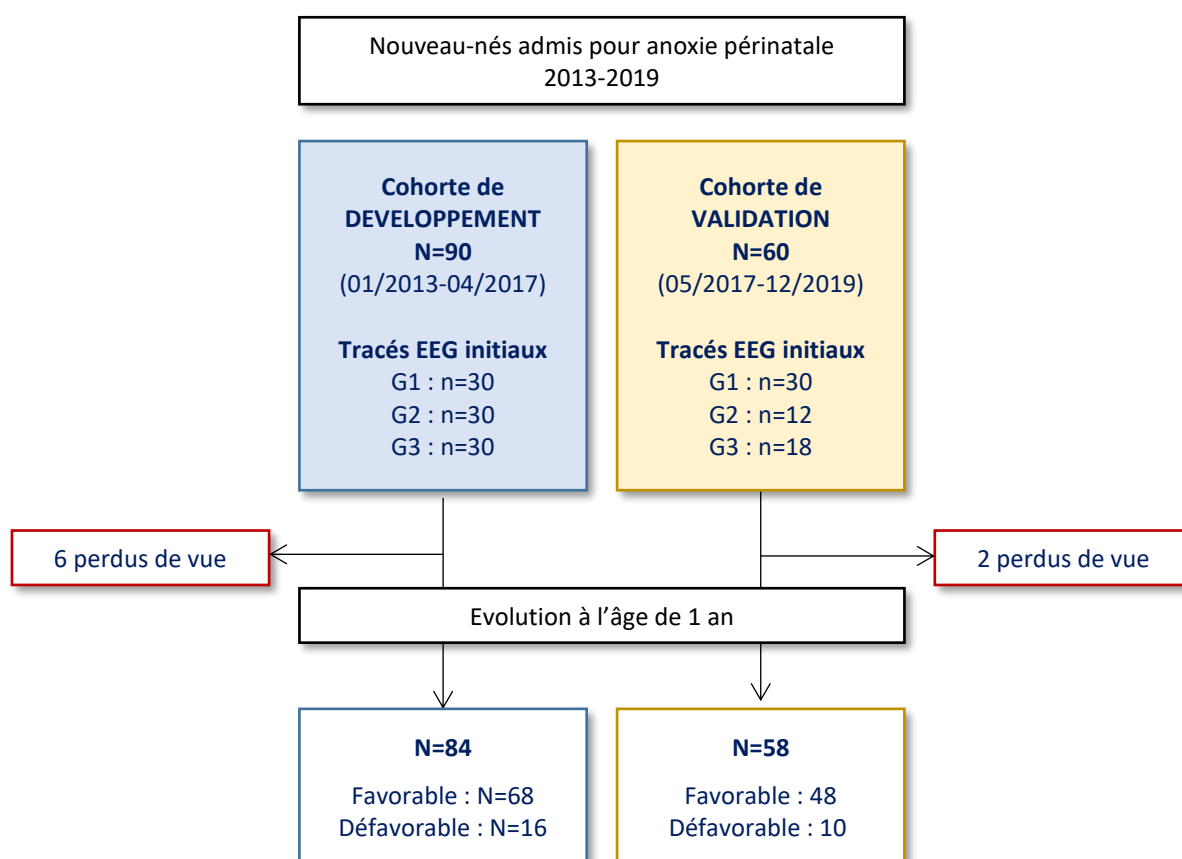 Nouveau-nés admis pour anoxie périnatale
2013-2019
Cohorte de
DEVELOPPEMENT
N=90
(01/2013-04/2017)
Tracés EEG initiaux
G1 : n=30
G2 : n=30
G3 : n=30
Cohorte de
VALIDATION
N=60
(05/2017-12/2019)
Tracés EEG initiaux
G1 : n=30
G2 : n=12
G3 : n=18
6 perdus de vue
2 perdus de vue
Evolution à l'âge de 1 an
N=84
Favorable : N=68
Défavorable : N=16
N=58
Favorable : 48
Défavorable : 10